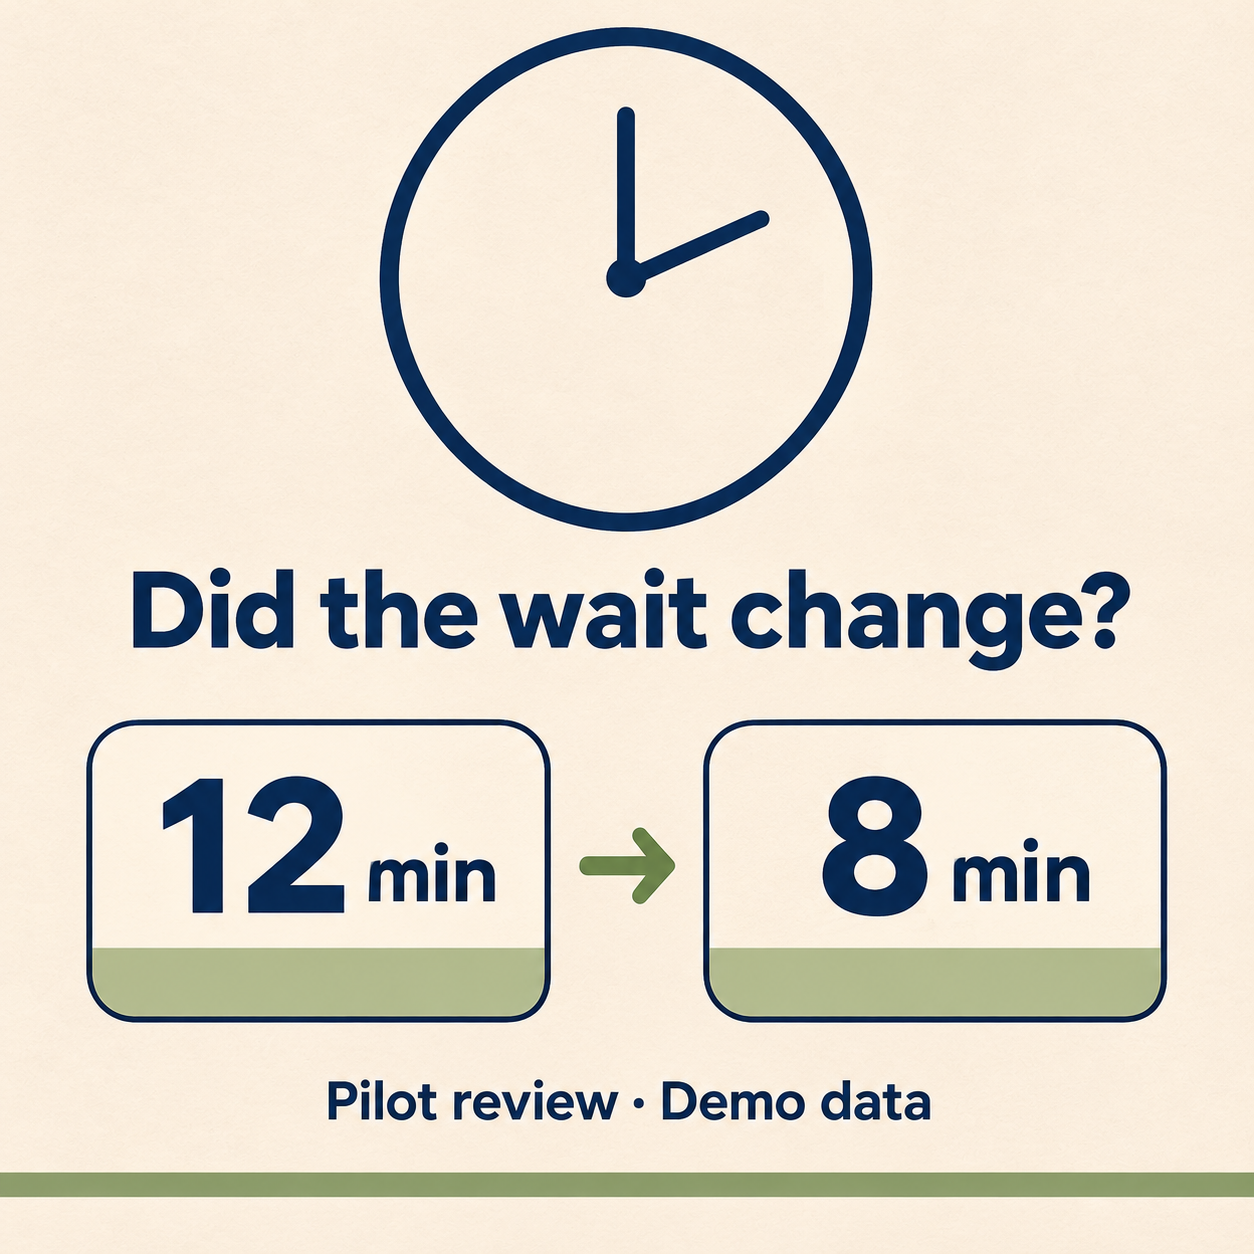 Did the wait change?
12 min → 8 min
Pilot review · Demo data